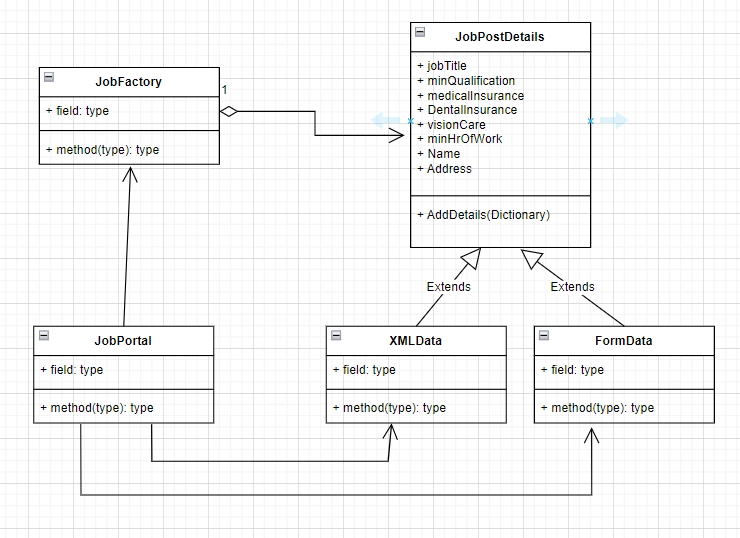 JobPostDetails
+ jobTitle
+ minQualification
+ medicalInsurance
+ DentalInsurance
+ visionCare
+ minHrOfWork
+ Name
+ Address
+ AddDetails(Dictionary)
JobFactory
+ field: type
+ method(type): type
1
Extends
Extends
JobPortal
+ field: type
+ method(type): type
XMLData
+ field: type
+ method(type): type
FormData
+ field: type
+ method(type): type